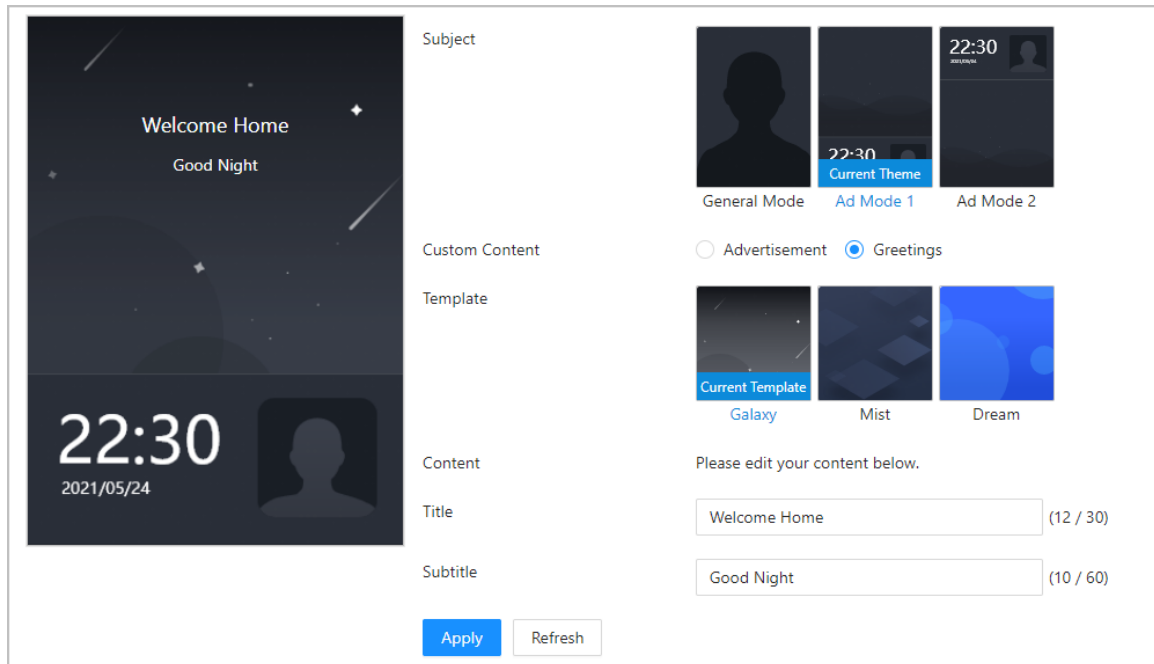 Welcome Home
Good Night
22:30
2021/05/24
Subject
22:30
Current Theme
22:30
2021/05/24
General Mode
Ad Mode 1
Ad Mode 2
Custom Content
Advertisement
Greetings
Template
Current Template
Galaxy
Mist
Dream
Content
Please edit your content below.
Title
Welcome Home
(12 / 30)
Subtitle
Good Night
(10 / 60)
Apply
Refresh